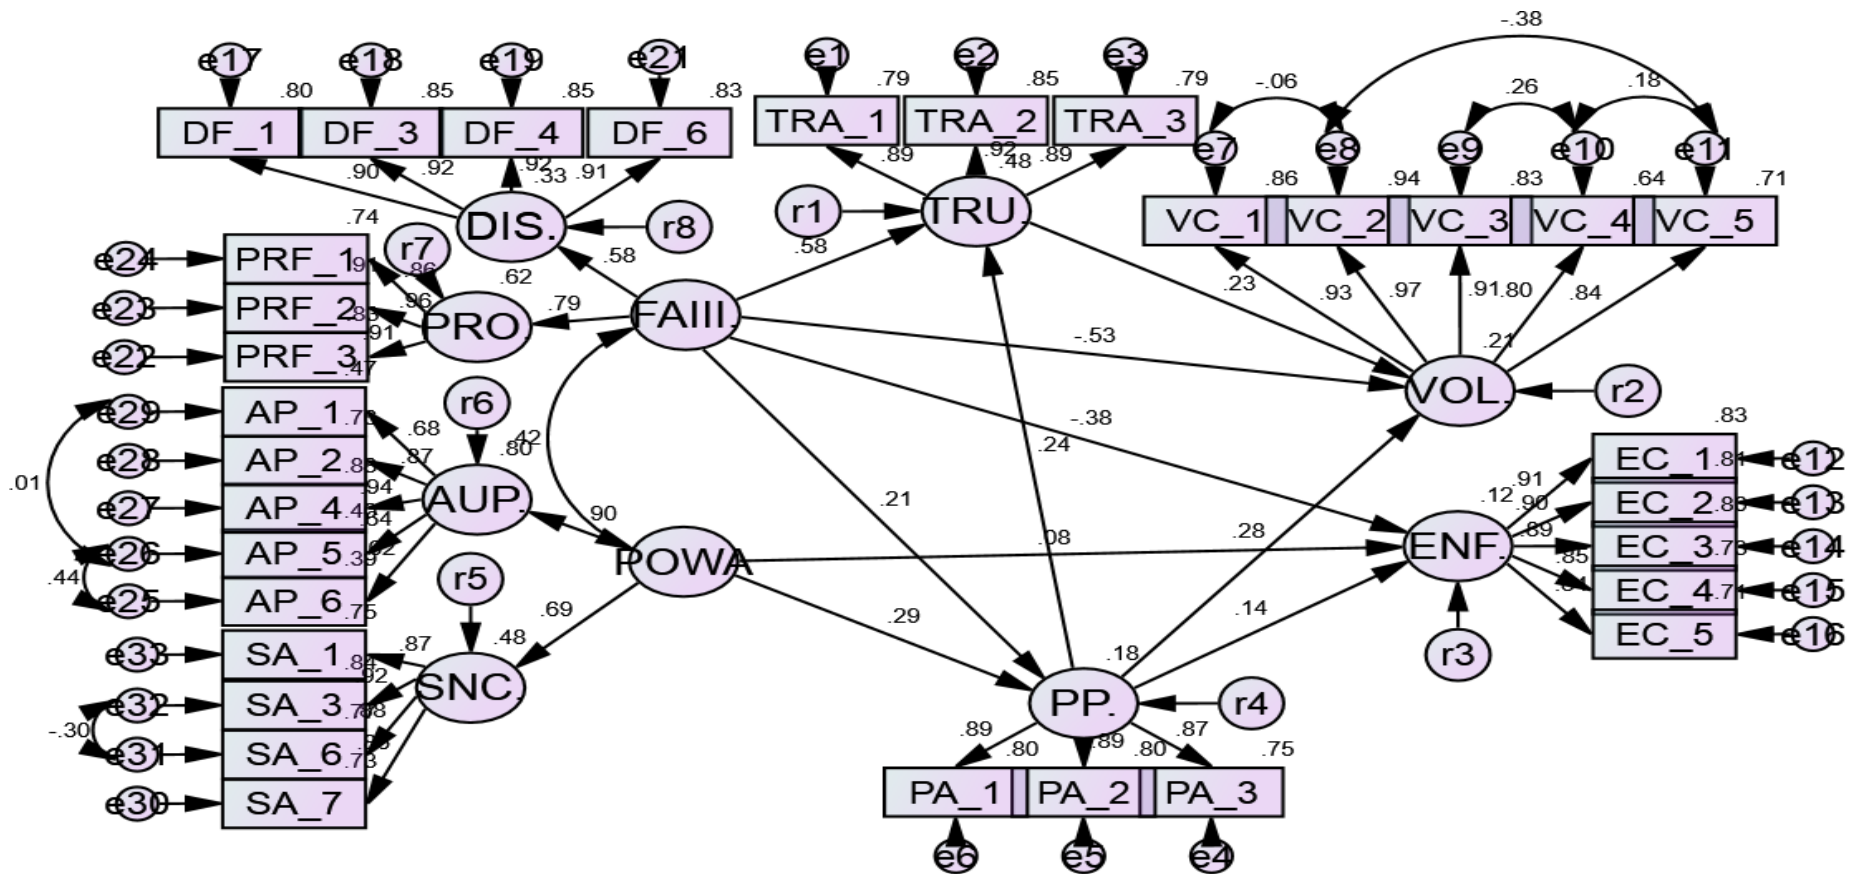 -.38
e17 e18 e19 e21 e1 e2 e3
.80 .85 .85 .83 .79 .85 .79 -.06 .26 .18
DF_1 DF_3 DF_4 DF_6 TRA_1 TRA_2 TRA_3
e7 e8 e9 e10 e11
.90 .92 .92 .33 .91 .89 .92 .48 .89
.86 .94 .83 .64 .71
DIS. r8 r1 TRU. VC_1 VC_2 VC_3 VC_4 VC_5
.74 r7 .58 .58
e24 PRF_1 .86 .62
.23 .93 .97 .91 .80 .84
e23 PRF_2 .96 PRO. .79 FAIII.
e22 PRF_3 .91 -.53 .21
.47
e29 AP_1 r6 VOL. r2
.68 .42 .80 -.38 .83
e28 AP_2 .87 .24 EC_1 e12
.01 .94 .91
e27 AP_4 AUP. .21 .12 .90 EC_2 e13
.64 .90 .08 .28 .89
e26 AP_5 POWA ENF. EC_3 e14
.39 .85
.44 e25 AP_6 r5 EC_4 e15
.75 .69 .29 .14
e33 SA_1 .87 .48 .18 r3 EC_5 e16
.92
e32 SA_3 SNC. PP. r4
-.30
e31 SA_6 .73 .89 .80 .89 .80 .87 .75
e30 SA_7 PA_1 PA_2 PA_3
e6 e5 e4